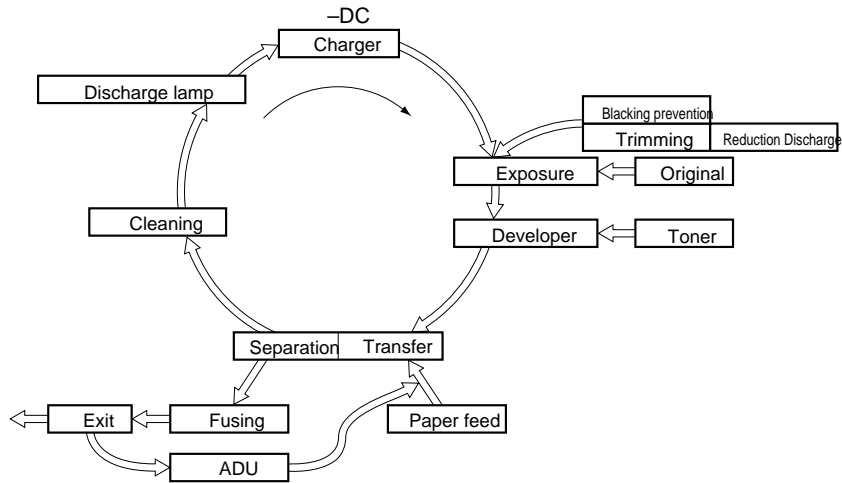 –DC
Charger
Discharge lamp
Blacking prevention
Trimming
Reduction Discharge
Exposure
Original
Cleaning
Developer
Toner
Separation
Transfer
Exit
Fusing
Paper feed
ADU